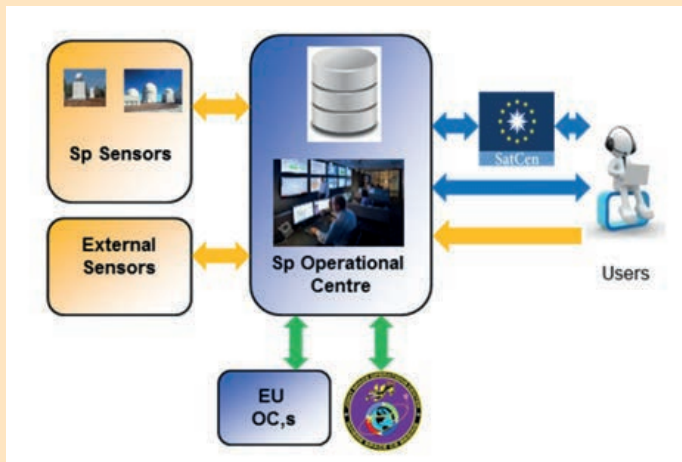 Sp Sensors
External
Sensors
Sp Operational
Centre
SatCen
Users
EU
OC,s